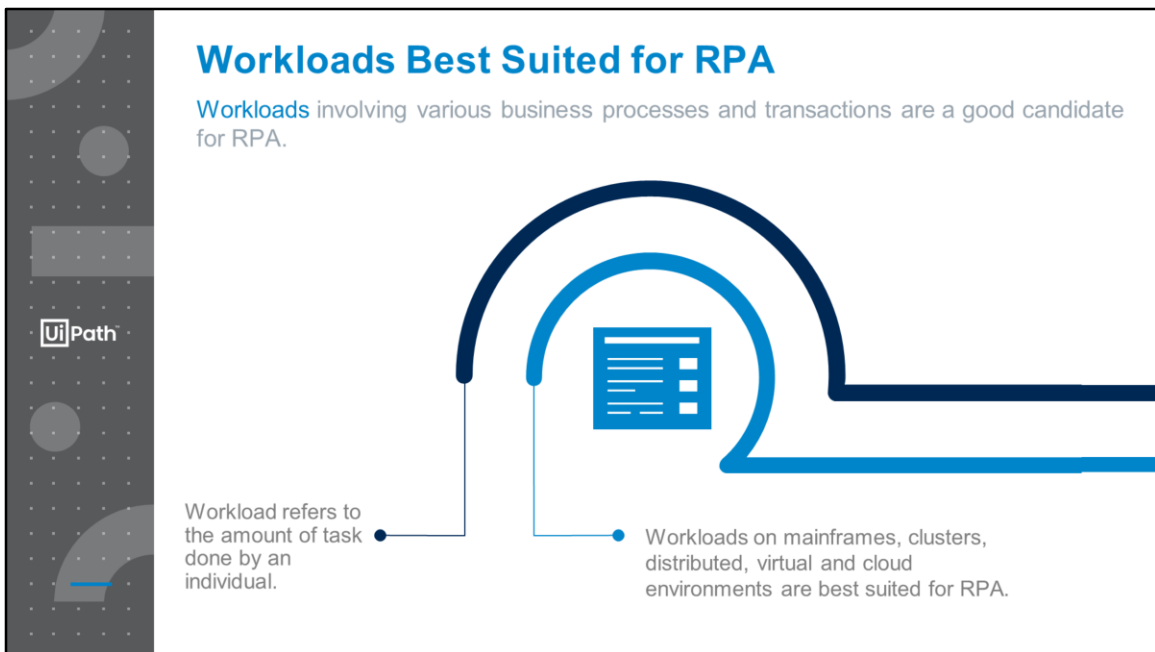 Workloads Best Suited for RPA
Workloads involving various business processes and transactions are a good candidate
for RPA.
UiPath
Workload refers to
the amount of task
done by an
individual.
Workloads on mainframes, clusters,
distributed, virtual and cloud
environments are best suited for RPA.